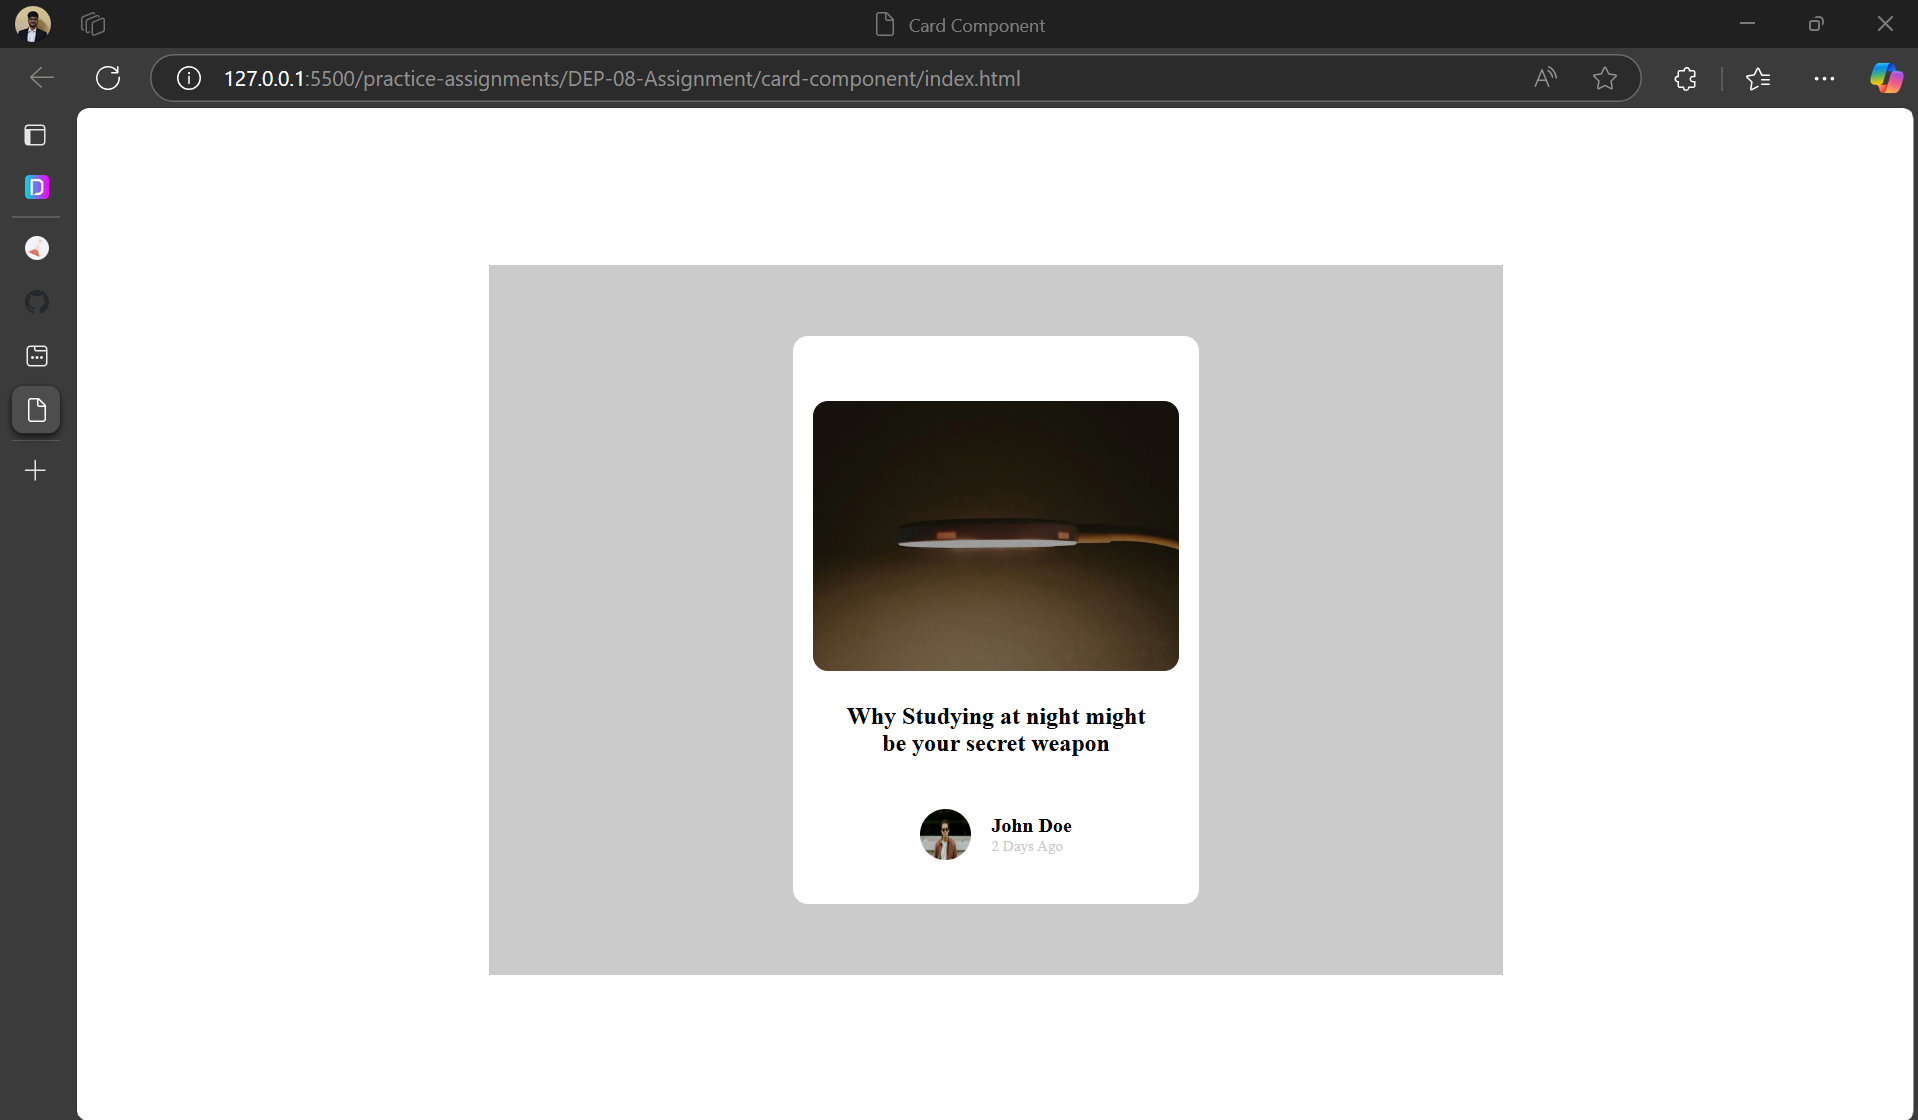 Card Component
127.0.0.1:5500/practice-assignments/DEP-08-Assignment/card-component/index.html
Why Studying at night might
be your secret weapon
John Doe
2 Days Ago